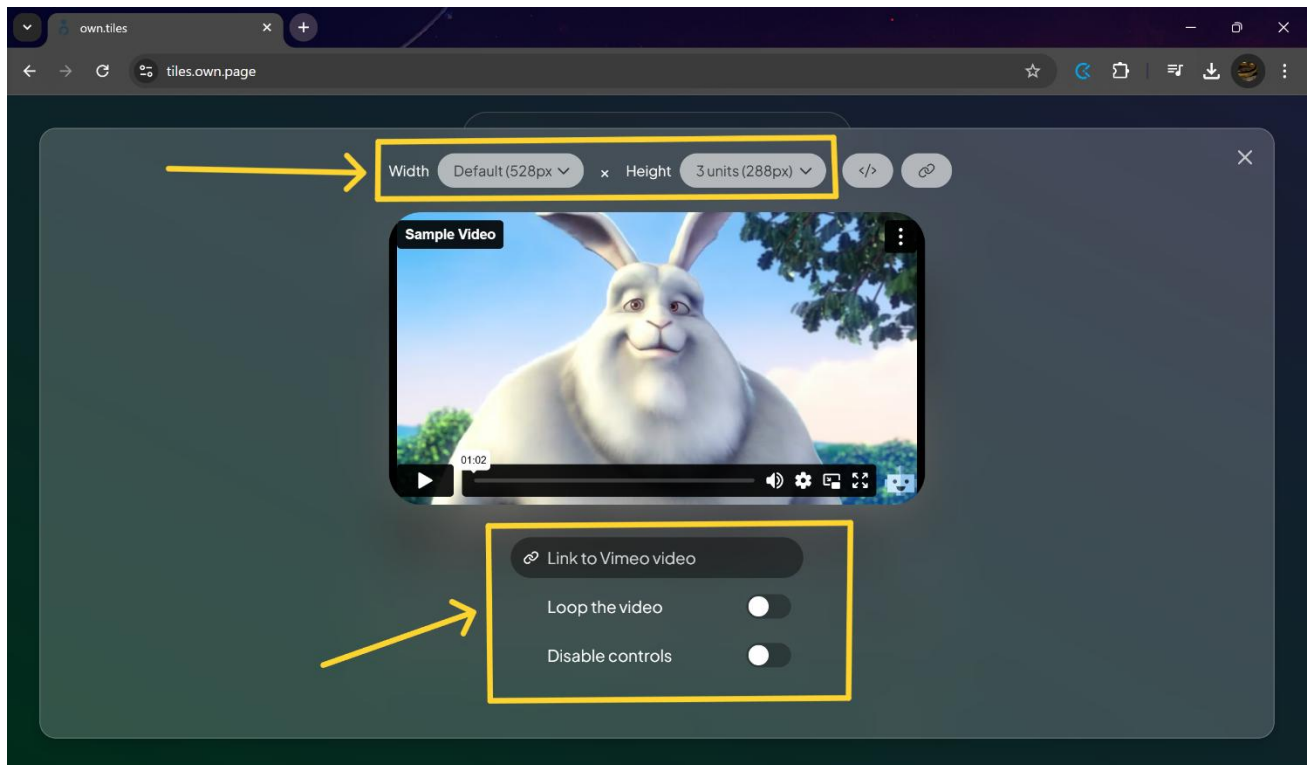 own.tiles
tiles.own.page
Width Default (528px × Height 3 units (288px) </>
Sample Video
01:02
Link to Vimeo video
Loop the video
Disable controls